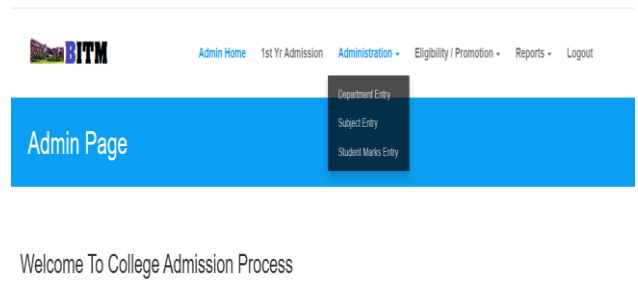 BITM
Admin Home 1st Yr Admission Administration Eligibility / Promotion Reports Logout
Department Entry
Subject Entry
Student Marks Entry
Admin Page
Welcome To College Admission Process